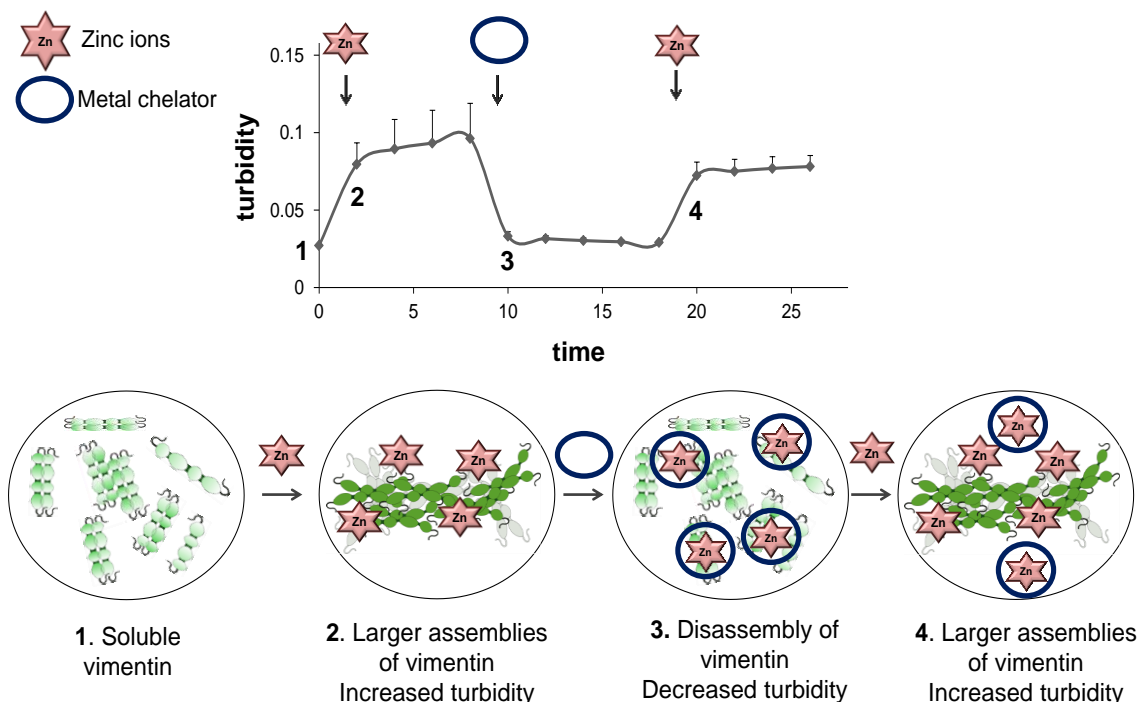 Zn Zinc ions
Metal chelator
Zn
Zn
turbidity
0.15
0.1
0.05
0
1
2
3
4
0 5 10 15 20 25
time
Zn
Zn Zn
Zn Zn
Zn Zn
Zn Zn
Zn
Zn
Zn Zn
Zn Zn
Zn
1. Soluble
vimentin
2. Larger assemblies
of vimentin
Increased turbidity
3. Disassembly of
vimentin
Decreased turbidity
4. Larger assemblies
of vimentin
Increased turbidity